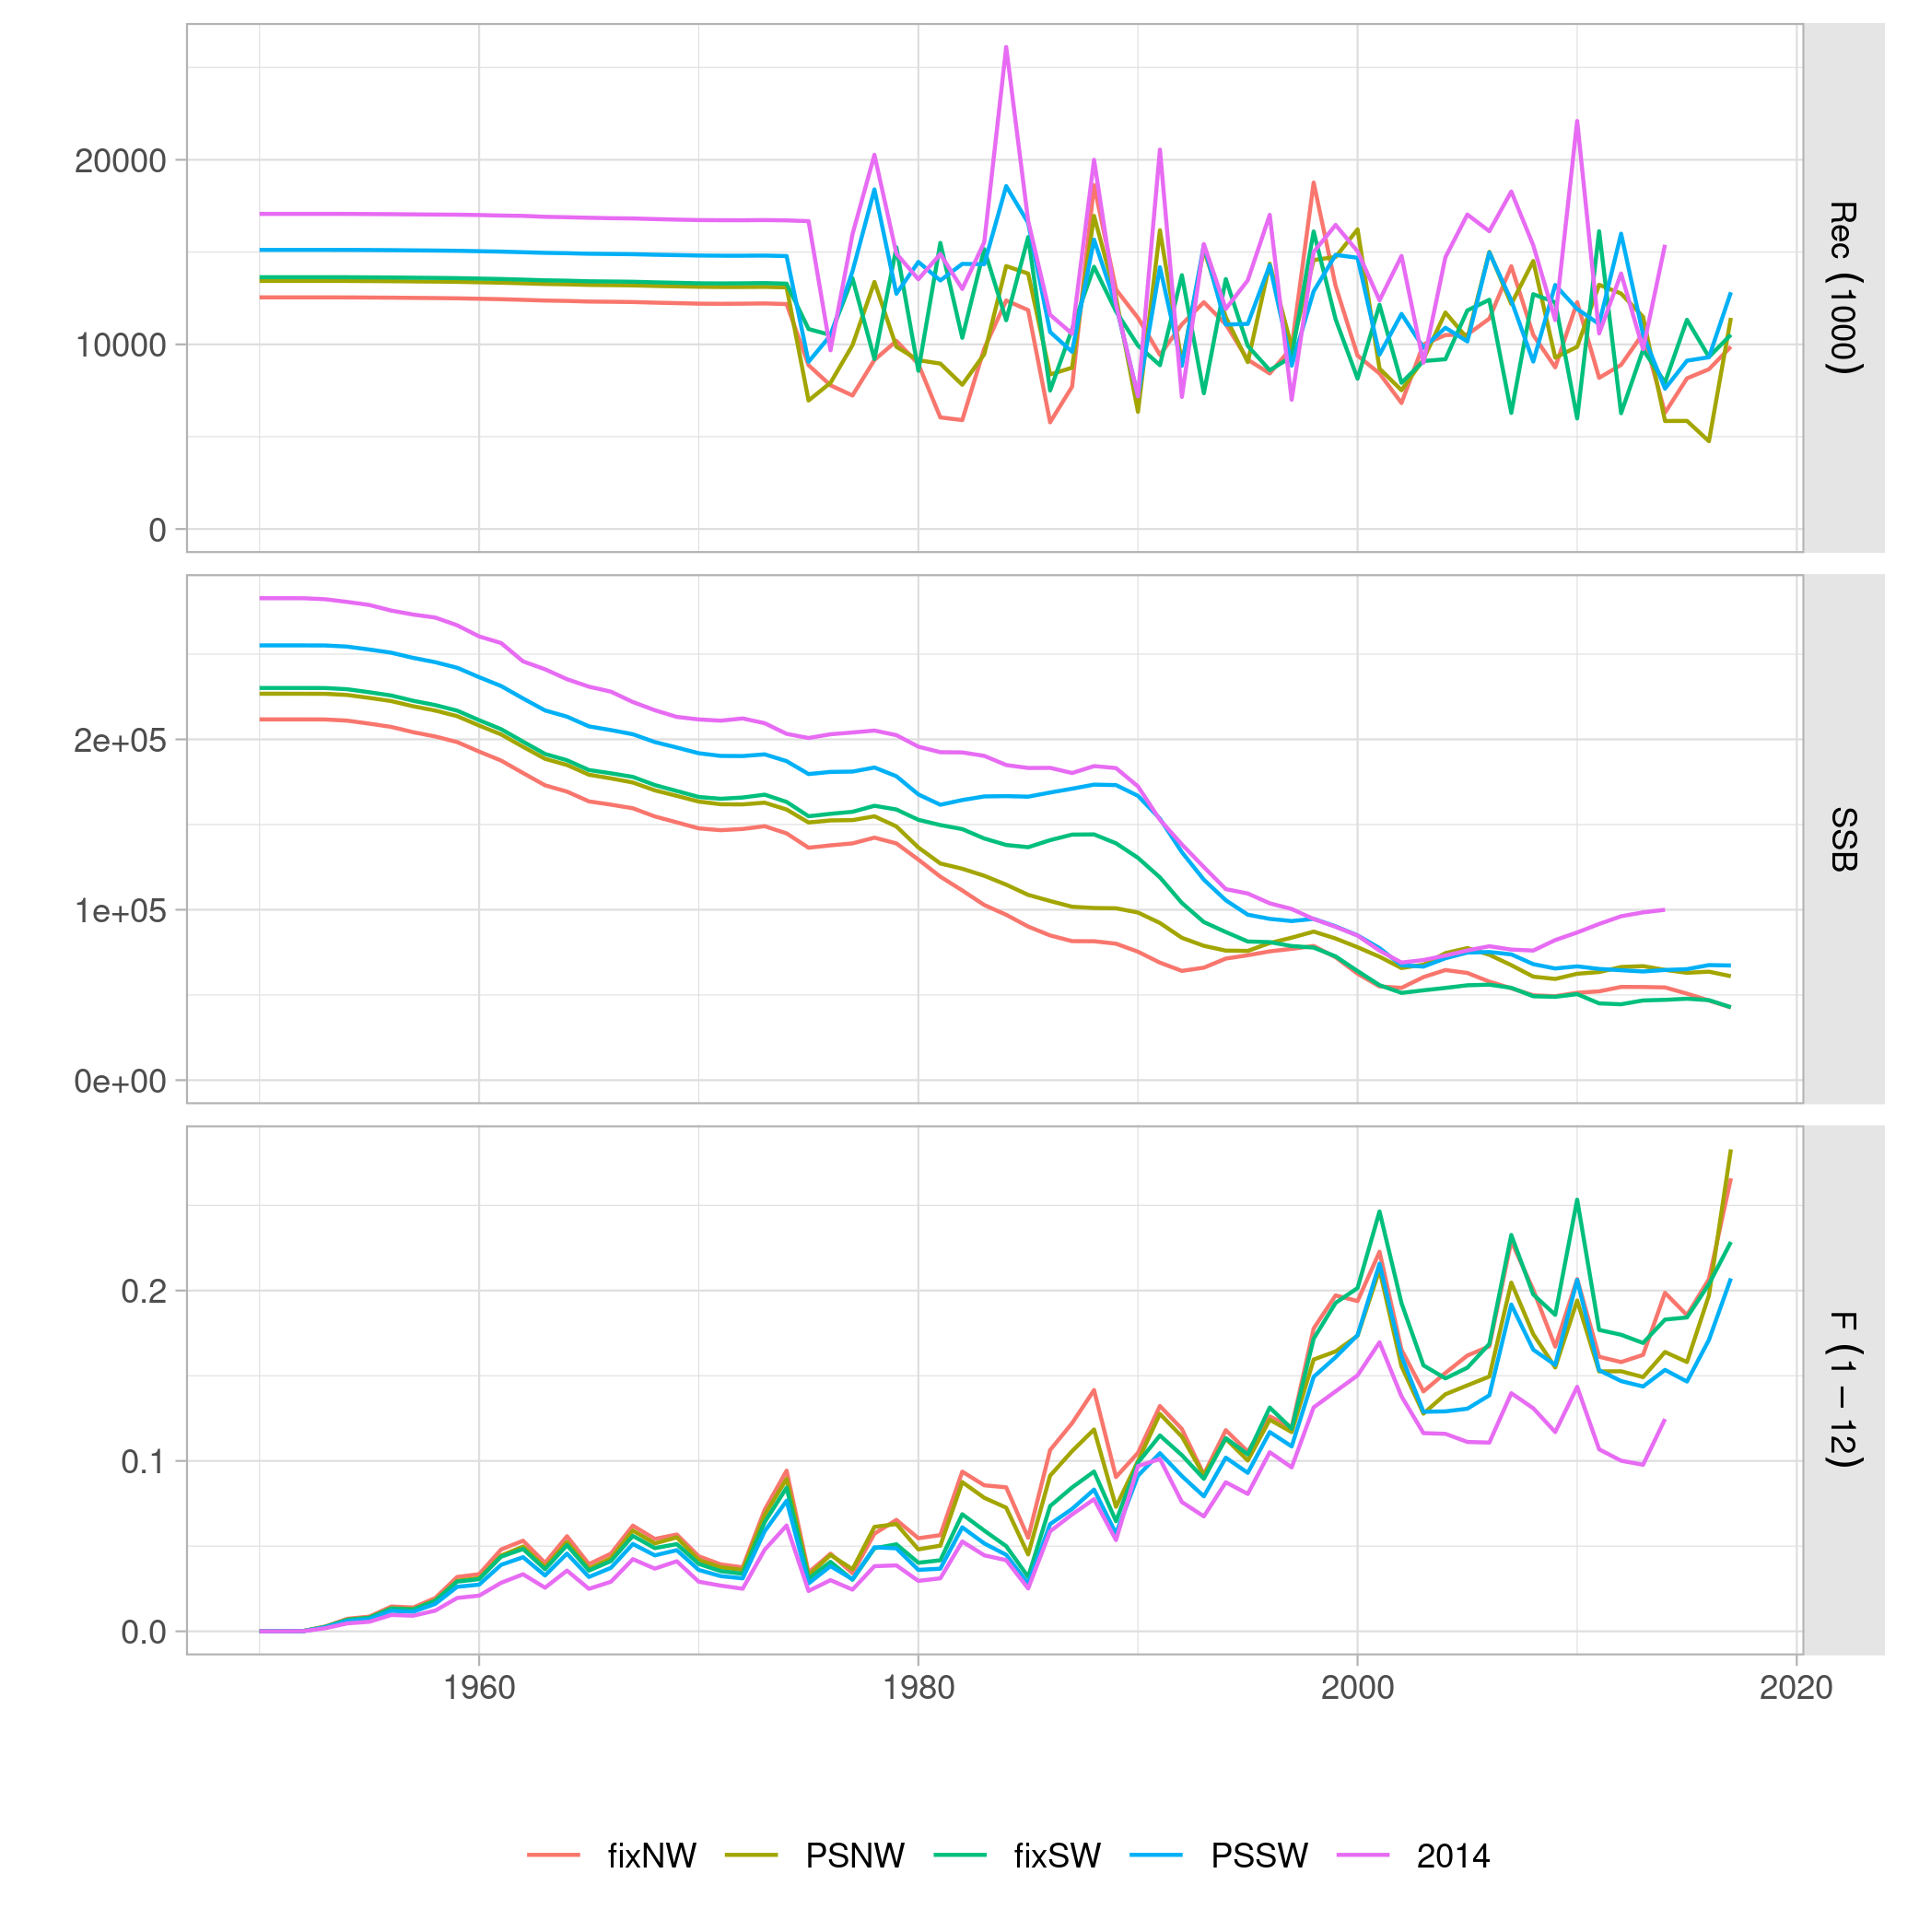 20000
10000
0
Rec (1000)
2e+05
1e+05
0e+00
SSB
0.2
0.1
0.0
F (1 – 12)
1960 1980 2000 2020
fixNW PSNW fixSW PSSW 2014